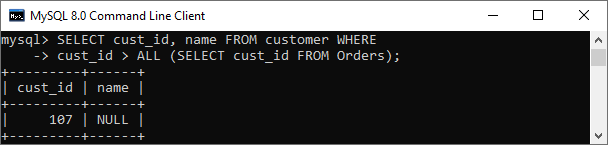 MySQL 8.0 Command Line Client
mysql> SELECT cust_id, name FROM customer WHERE
    -> cust_id > ALL (SELECT cust_id FROM Orders);
+---------+------+
| cust_id | name |
+---------+------+
|     107 | NULL |
+---------+------+